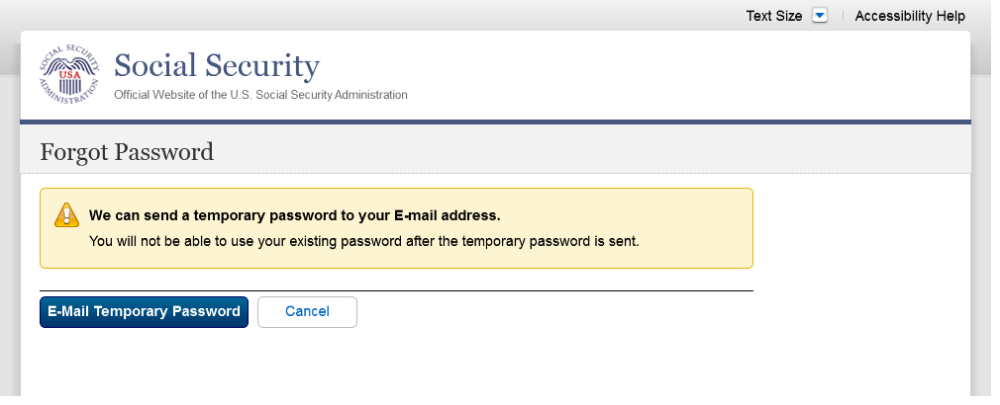 Text Size
Accessibility Help
SOCIAL SECURITY
USA
ADMINISTRATION
Social Security
Official Website of the U.S. Social Security Administration
Forgot Password
We can send a temporary password to your E-mail address.
You will not be able to use your existing password after the temporary password is sent.
E-Mail Temporary Password
Cancel